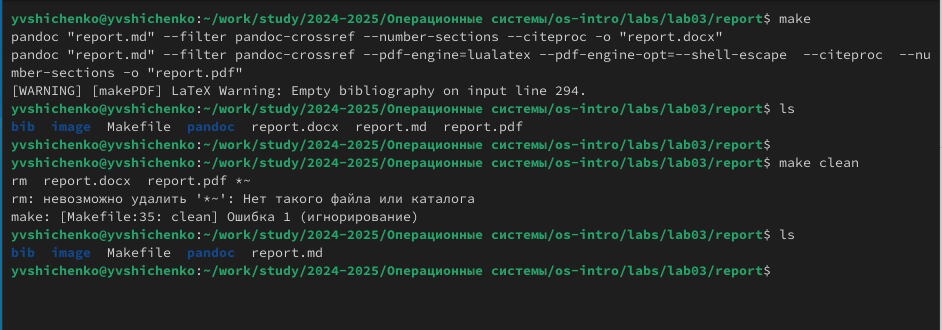 yvshichenko@yvshichenko:~/work/study/2024-2025/Операционные системы/os-intro/labs/lab03/report$ make
pandoc "report.md" --filter pandoc-crossref --number-sections --citeproc -o "report.docx"
pandoc "report.md" --filter pandoc-crossref --pdf-engine=lualatex --pdf-engine-opt=--shell-escape  --citeproc  --nu
mber-sections -o "report.pdf"
[WARNING] [makePDF] LaTeX Warning: Empty bibliography on input line 294.
yvshichenko@yvshichenko:~/work/study/2024-2025/Операционные системы/os-intro/labs/lab03/report$ ls
bib  image  Makefile  pandoc  report.docx  report.md  report.pdf
yvshichenko@yvshichenko:~/work/study/2024-2025/Операционные системы/os-intro/labs/lab03/report$
yvshichenko@yvshichenko:~/work/study/2024-2025/Операционные системы/os-intro/labs/lab03/report$ make clean
rm  report.docx  report.pdf *~
rm: невозможно удалить '*~': Нет такого файла или каталога
make: [Makefile:35: clean] Ошибка 1 (игнорирование)
yvshichenko@yvshichenko:~/work/study/2024-2025/Операционные системы/os-intro/labs/lab03/report$ ls
bib  image  Makefile  pandoc  report.md
yvshichenko@yvshichenko:~/work/study/2024-2025/Операционные системы/os-intro/labs/lab03/report$